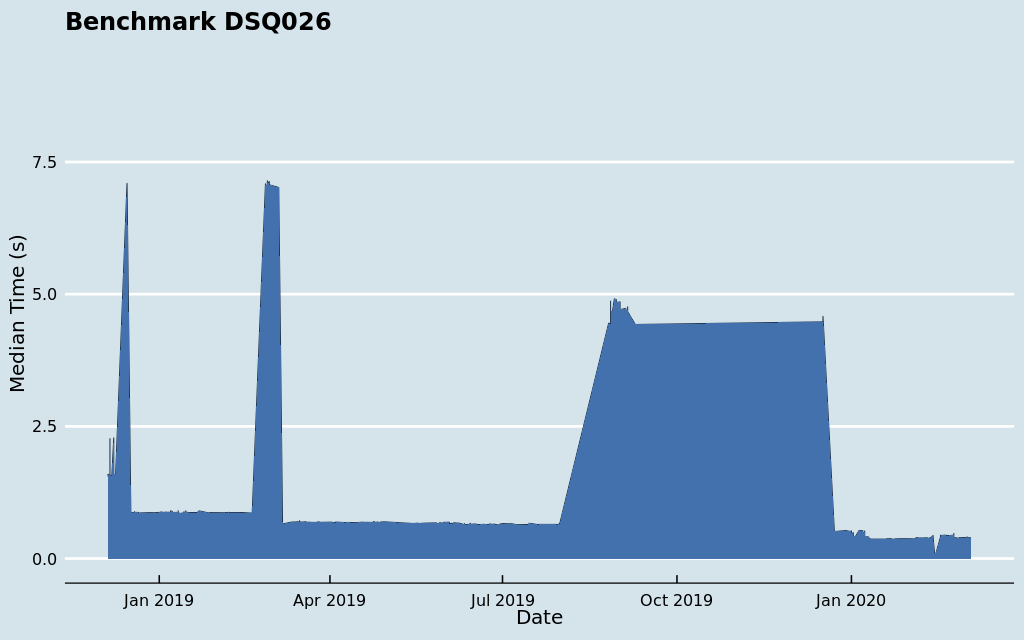 Benchmark DSQ026
7.5
5.0
2.5
0.0
Median Time (s)
Jan 2019
Apr 2019
Jul 2019
Oct 2019
Jan 2020
Date